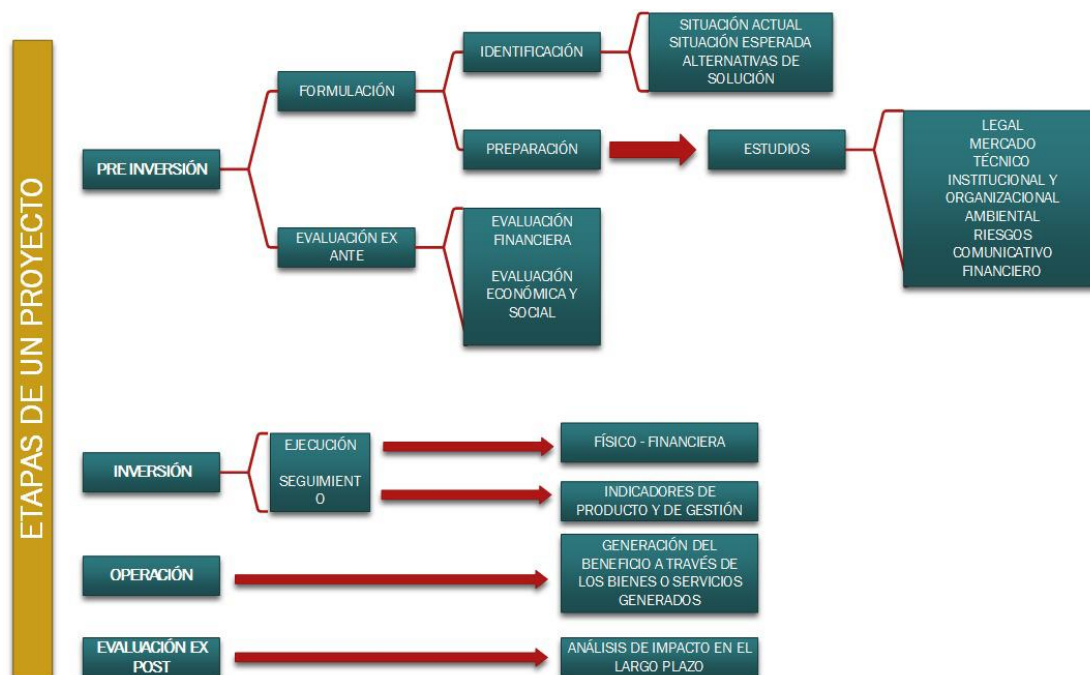 ETAPAS DE UN PROYECTO
PRE INVERSIÓN
FORMULACIÓN
IDENTIFICACIÓN
SITUACIÓN ACTUAL
SITUACIÓN ESPERADA
ALTERNATIVAS DE
SOLUCIÓN
PREPARACIÓN
ESTUDIOS
LEGAL
MERCADO
TÉCNICO
INSTITUCIONAL Y
ORGANIZACIONAL
AMBIENTAL
RIESGOS
COMUNICATIVO
FINANCIERO
EVALUACIÓN EX
ANTE
EVALUACIÓN
FINANCIERA
EVALUACIÓN
ECONÓMICA Y
SOCIAL
INVERSIÓN
EJECUCIÓN
SEGUIMIENT
O
FÍSICO - FINANCIERA
INDICADORES DE
PRODUCTO Y DE GESTIÓN
OPERACIÓN
GENERACIÓN DEL
BENEFICIO A TRAVÉS DE
LOS BIENES O SERVICIOS
GENERADOS
EVALUACIÓN EX
POST
ANÁLISIS DE IMPACTO EN EL
LARGO PLAZO